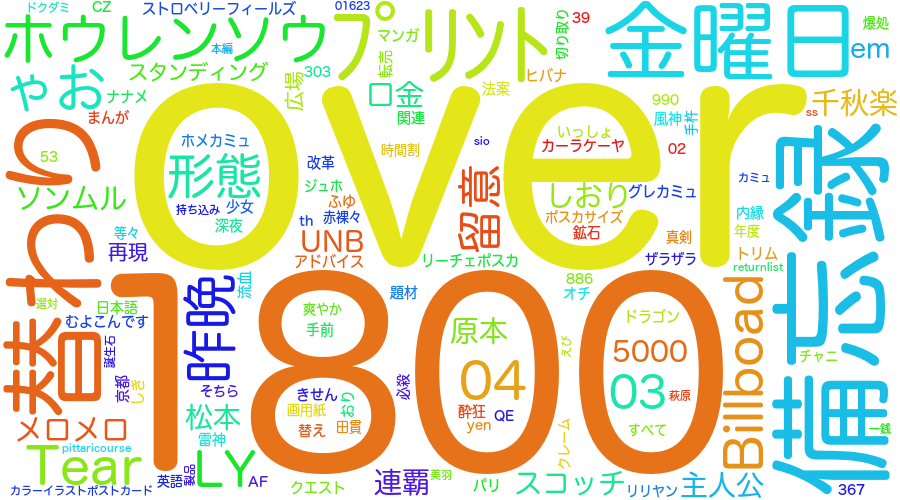 ドクダミ
CZ
ストロベリーフィールズ
01623
ホウレンソウ
本編
プリント
マンガ
転売
切り取り
39
金曜日
爆処
em
ゃお
ナナメ
スタンディング
303
広場
口金
関連
法案
ヒバナ
990
風神
手杵
ss
千秋楽
まんが
替わり
53
over
ホメカミュ
形態
持ち込み
少女
深夜
改革
ジュホ
ふゆ
th
赤裸々
時間割
sio
いっしょ
カーラケーヤ
02
カミュ
備忘録
しおり
グレカミュ
ポスカサイズ
鉱石
留意
内縁
年度
真剣
トリム
returnlist
ザラザラ
ソンムル
等々
再現
UNB
アドバイス
リーチェポスカ
流血
昨晩
題材
886
オチ
選対
日本語
むよこんです
誕生石
1800
爽やか
手前
原本
ドラゴン
えび
チャニ
5000
Billboad
京都
しき
そちら
きせん
必殺
04
03
萩原
画用紙
おり
替え
田貫
酔狂
QE
yen
すべて
一銭
メロメロ
松本
雷神
pittaricourse
Tear
英語
製品
LY
AF
クエスト
連覇
美羽
パリ
クレーム
スコッチ
リリヤン
主人公
367
カラーイラストポストカード